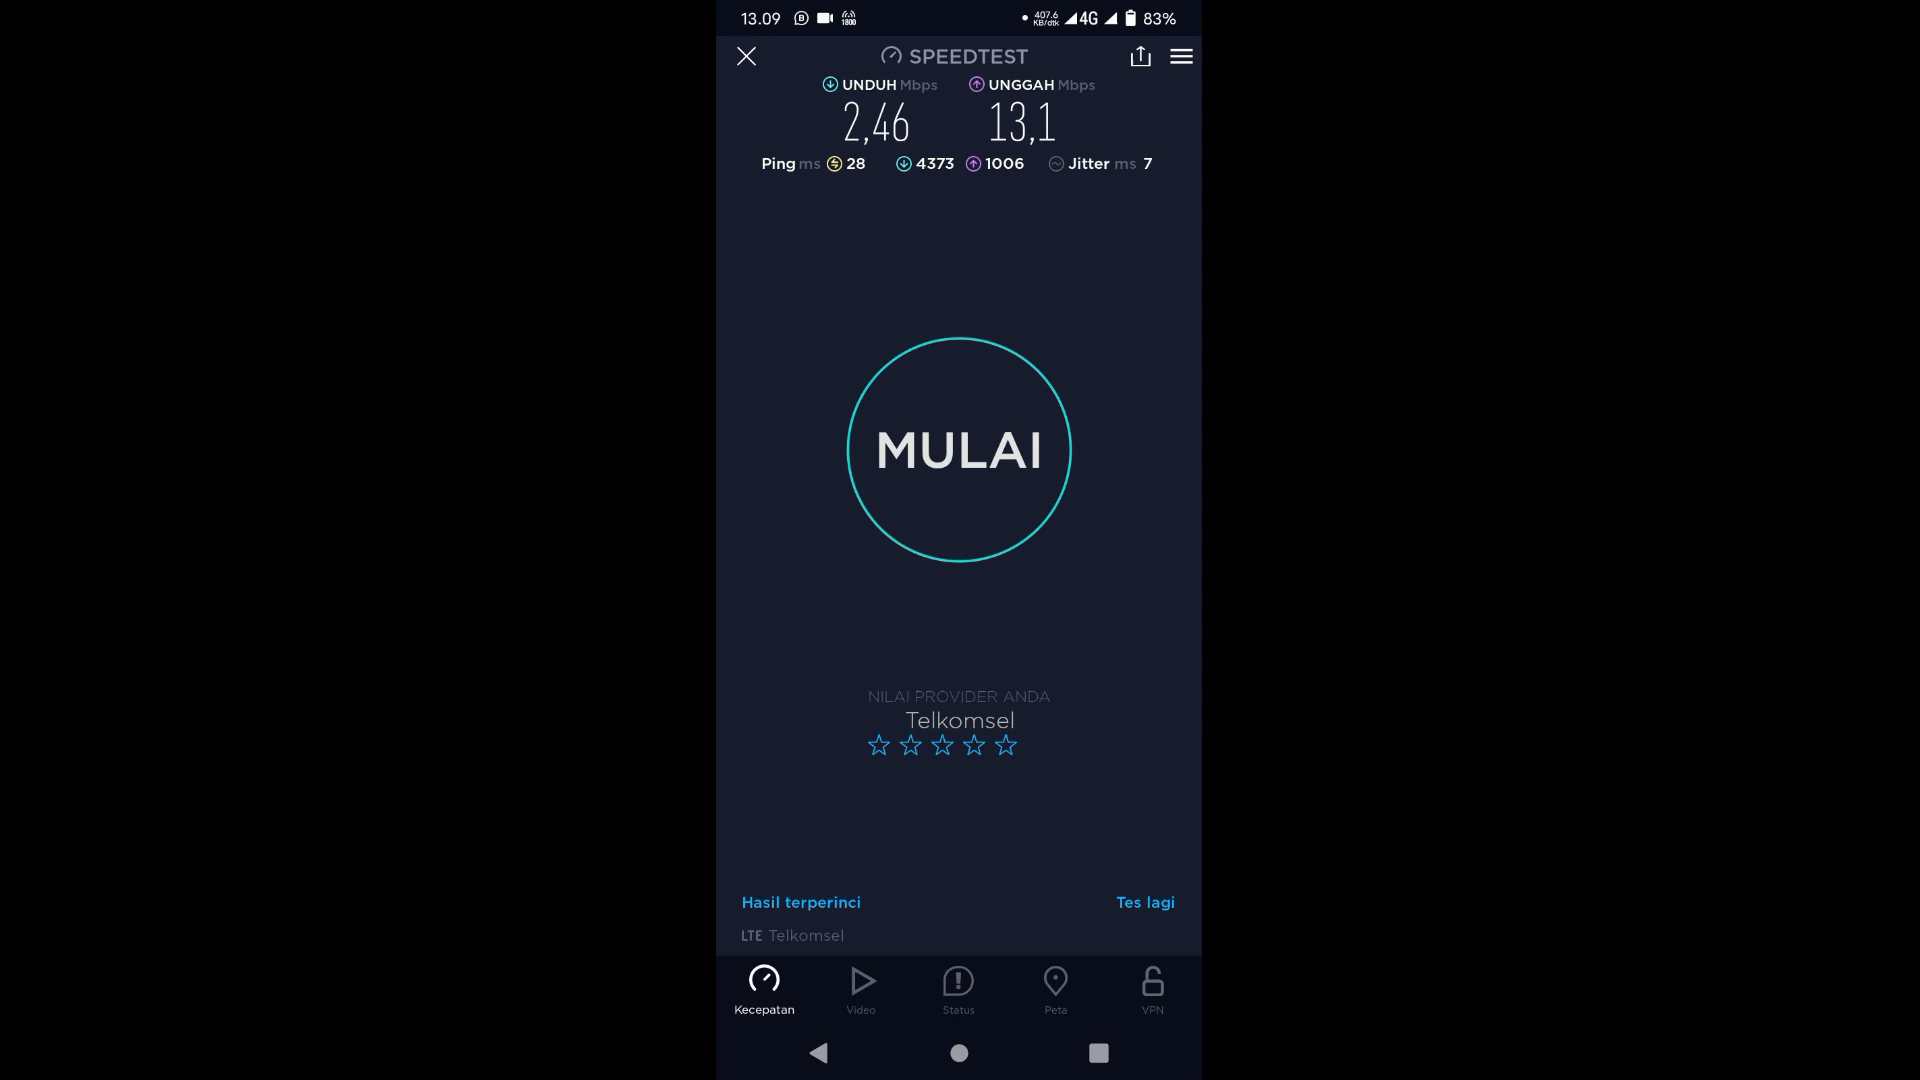 13.09 1800 407.6 KB/dtk 4G 83%
SPEEDTEST
UNDUH Mbps UNGGAH Mbps
2,46 13,1
Ping ms 28 4373 1006 Jitter ms 7
MULAI
NILAI PROVIDER ANDA
Telkomsel
Hasil terperinci Tes lagi
LTE Telkomsel
Kecepatan Video Status Peta VPN